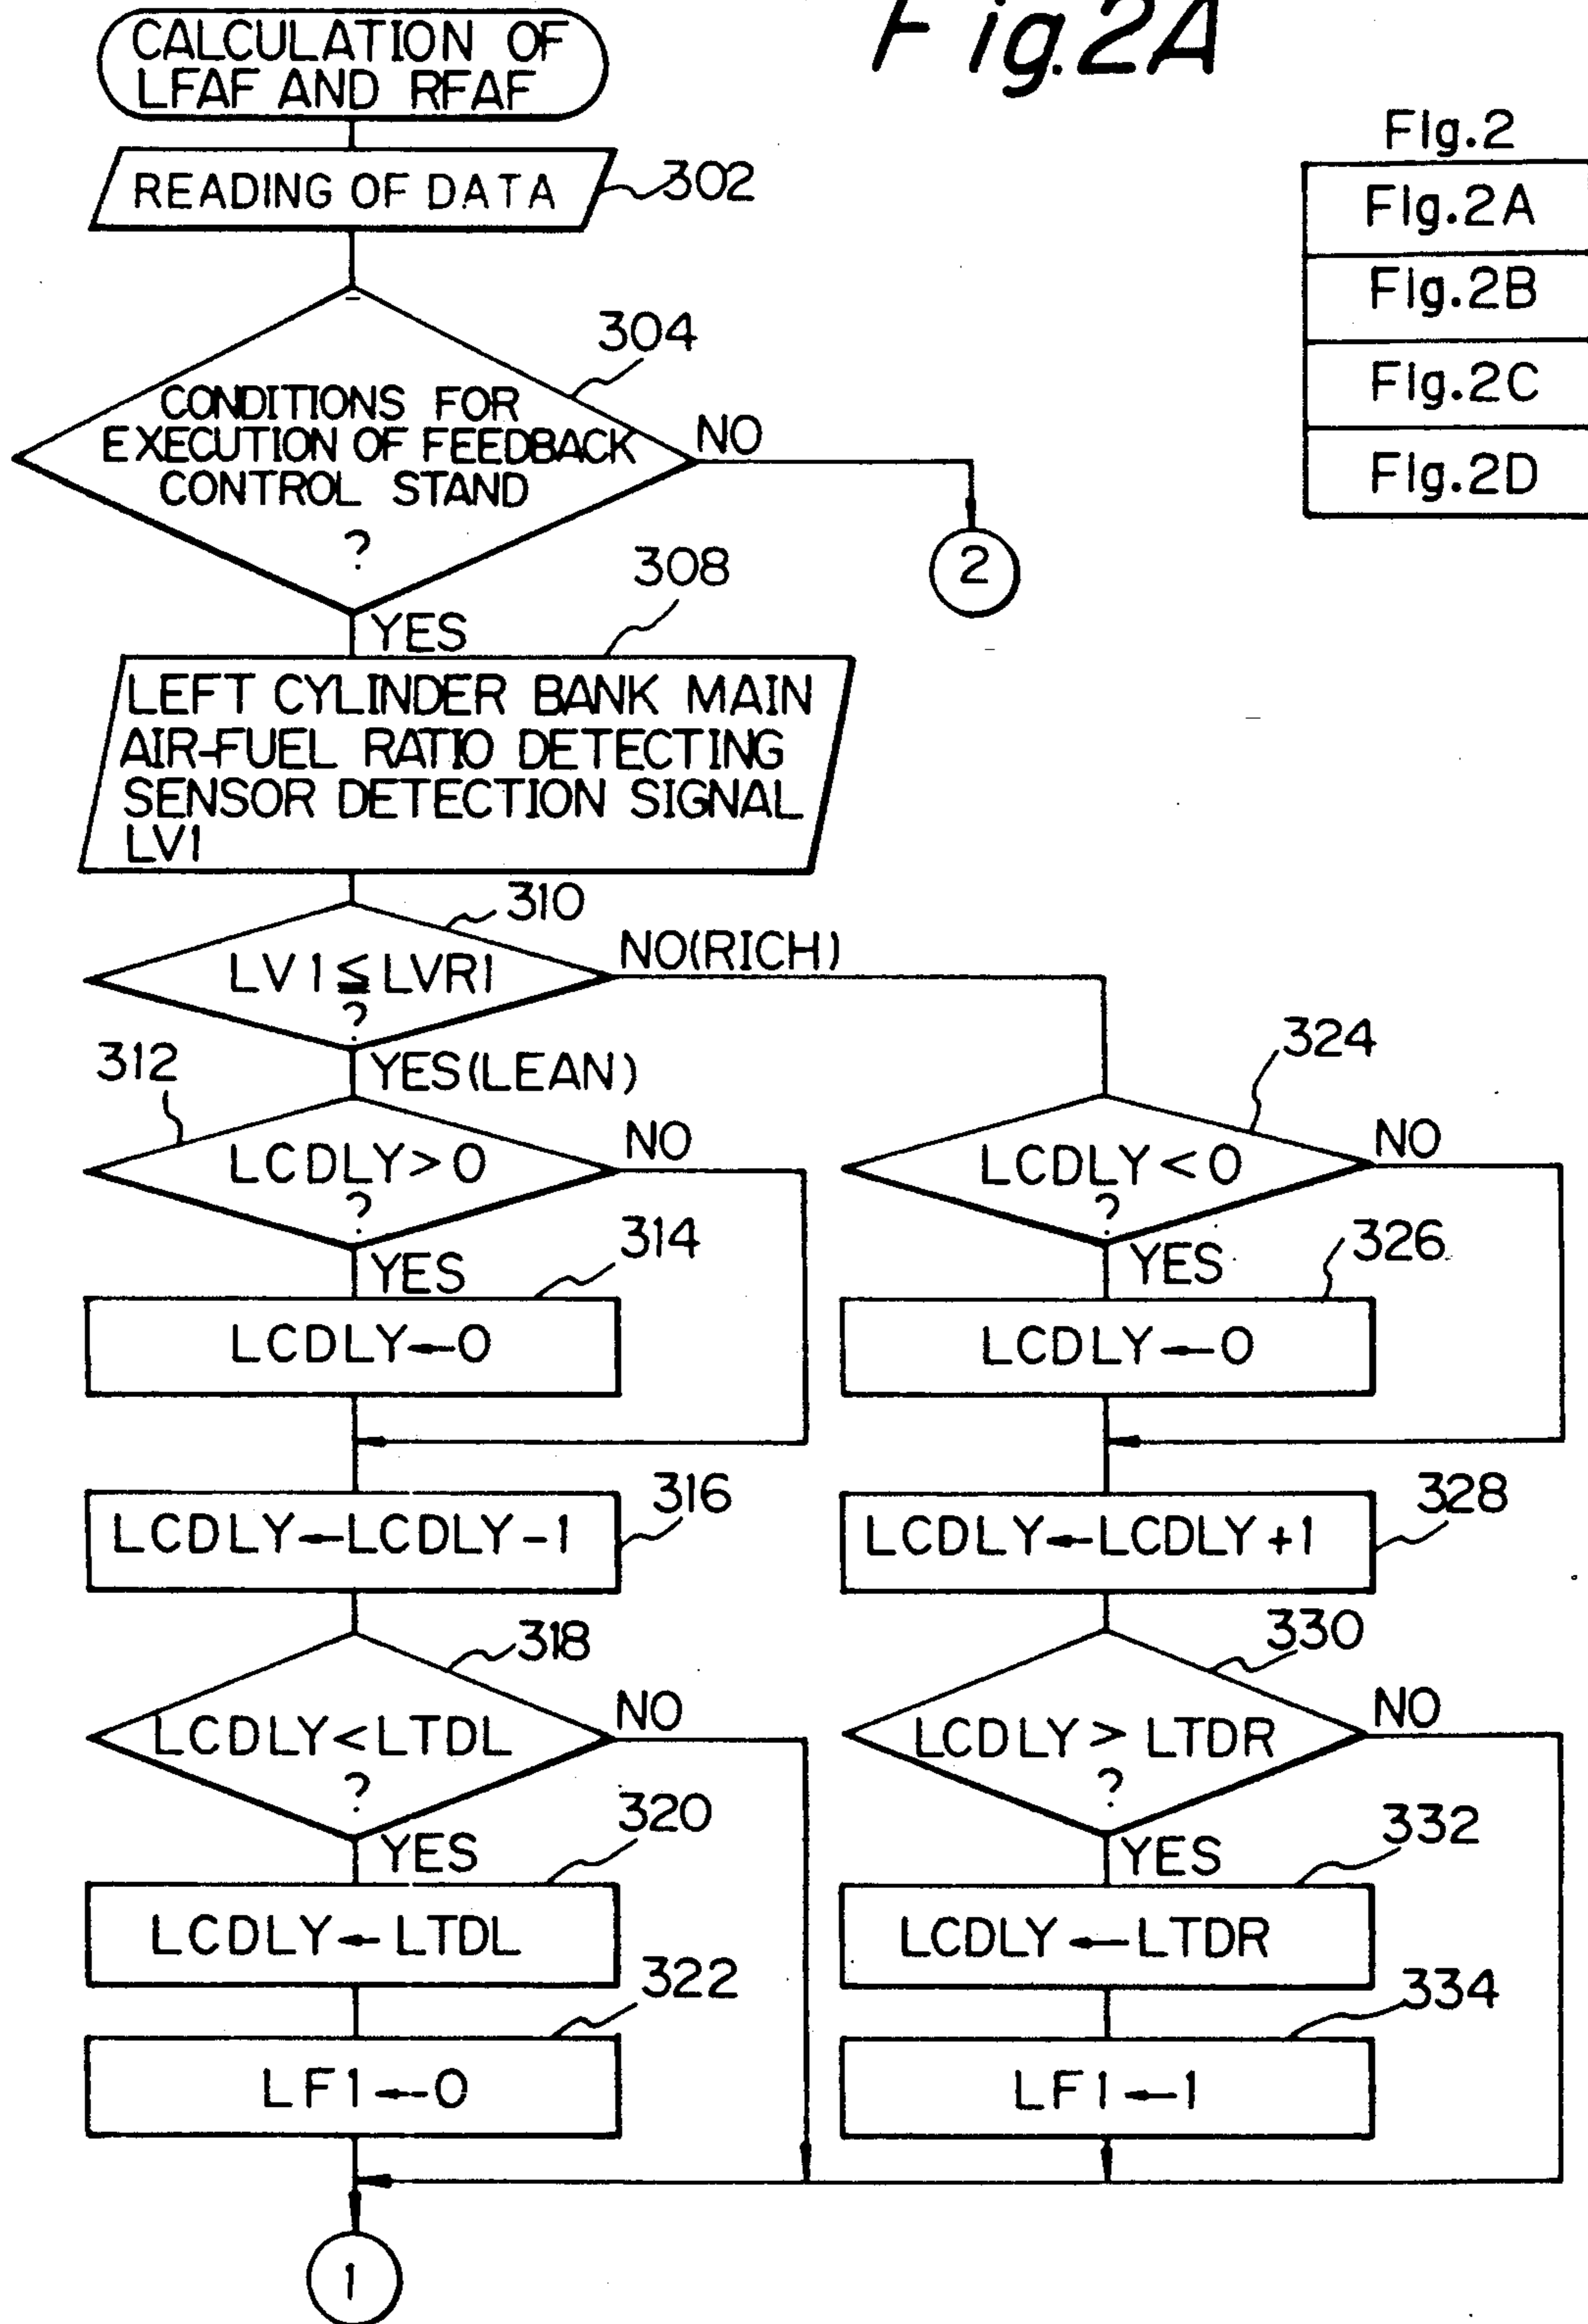 Fig.2A
CALCULATION OF
LFAF AND RFAF
READING OF DATA
302
Fig.2
Fig.2A
Fig.2B
Fig.2C
Fig.2D
304
CONDITIONS FOR
EXECUTION OF FEEDBACK
CONTROL STAND
?
NO
2
YES
308
LEFT CYLINDER BANK MAIN
AIR-FUEL RATIO DETECTING
SENSOR DETECTION SIGNAL
LV1
310
LV1≦LVR1
?
NO(RICH)
YES(LEAN)
312
LCDLY>0
?
NO
YES
314
LCDLY←0
316
LCDLY←LCDLY-1
318
LCDLY<LTDL
?
NO
YES
320
LCDLY←LTDL
322
LF1←0
324
LCDLY<0
?
NO
YES
326
LCDLY←0
328
LCDLY←LCDLY+1
330
LCDLY>LTDR
?
NO
YES
332
LCDLY←LTDR
334
LF1←1
1